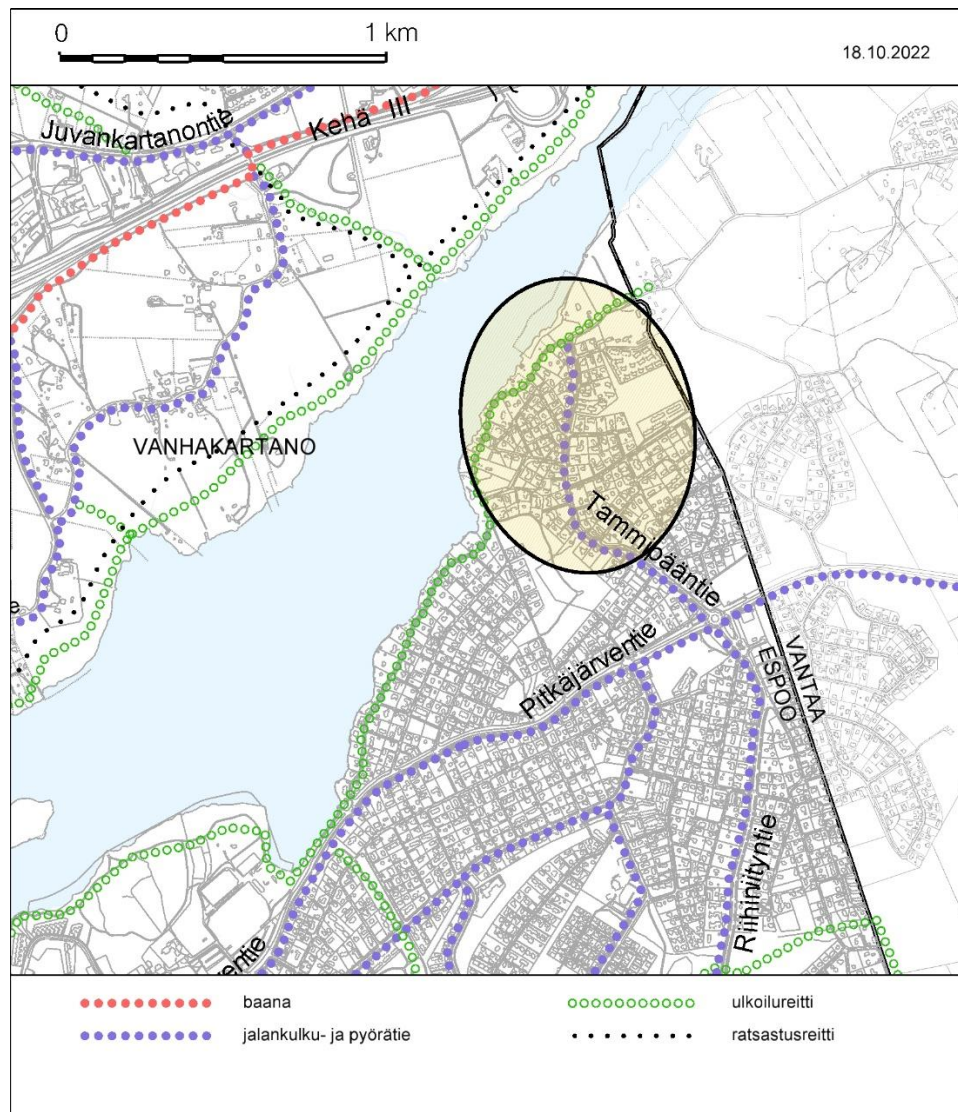 0 1 km
18.10.2022
Juvankartanontie
Kehä III
VANHAKARTANO
Tammipääntie
Pitkäjärventie
VANTAA
ESPOO
Riihiniityntie
baana
ulkoilureitti
jalankulku- ja pyörätie
ratsastusreitti